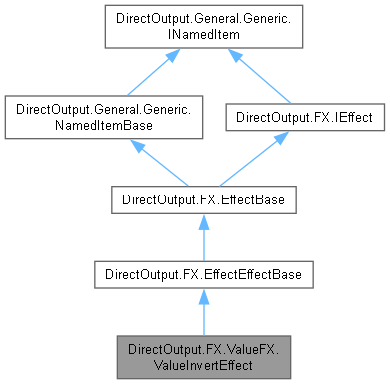 DirectOutput.General.Generic.
INamedItem
DirectOutput.General.Generic.
NamedItemBase
DirectOutput.FX.IEffect
DirectOutput.FX.EffectBase
DirectOutput.FX.EffectEffectBase
DirectOutput.FX.ValueFX.
ValueInvertEffect